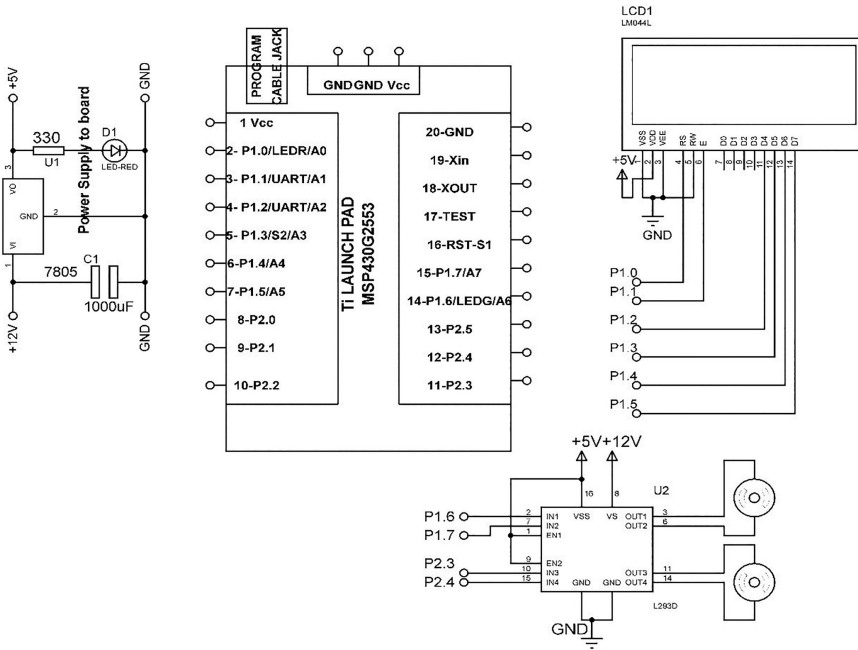 +5V
GND
Power Supply to board
330
U1
D1
LED-RED
3
VO
GND
2
VI
1
7805
C1
1000uF
+12V
GND
PROGRAM
CABLE JACK
GND GND Vcc
1 Vcc
2- P1.0/LEDR/A0
3- P1.1/UART/A1
4- P1.2/UART/A2
5- P1.3/S2/A3
6-P1.4/A4
7-P1.5/A5
8-P2.0
9-P2.1
10-P2.2
Ti LAUNCH PAD
MSP430G2553
20-GND
19-Xin
18-XOUT
17-TEST
16-RST-S1
15-P1.7/A7
14-P1.6/LEDG/A6
13-P2.5
12-P2.4
11-P2.3
LCD1
LM044L
VSS VDD VEE RS RW E D0 D1 D2 D3 D4 D5 D6 D7
1 2 3 4 5 6 7 8 9 10 11 12 13 14
+5V
GND
P1.0
P1.1
P1.2
P1.3
P1.4
P1.5
+5V +12V
16 8
U2
P1.6 2 IN1 VSS VS OUT1 3
P1.7 7 IN2 OUT2 6
1 EN1
9 EN2
P2.3 10 IN3 OUT3 11
P2.4 15 IN4 GND GND OUT4 14
L293D
GND